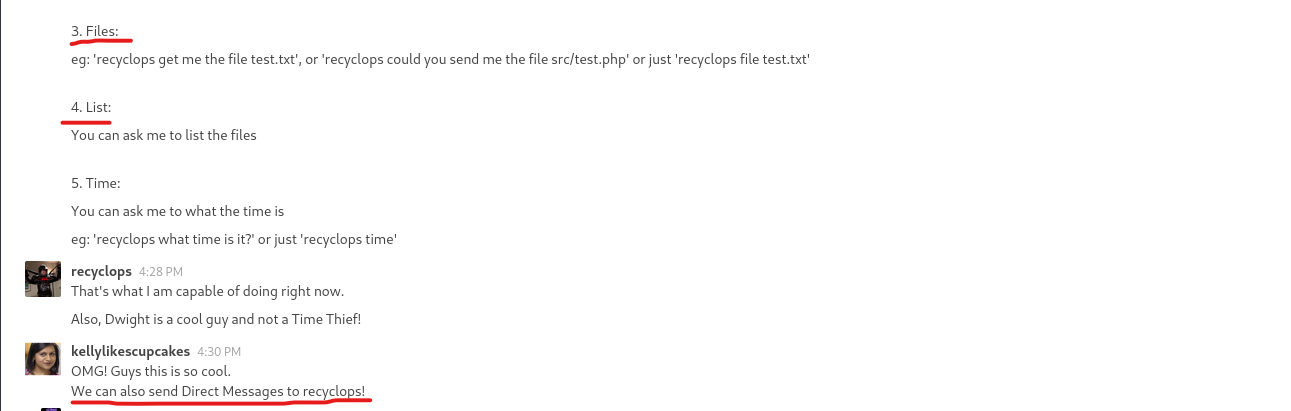 3. Files:
eg: 'recyclops get me the file test.txt', or 'recyclops could you send me the file src/test.php' or just 'recyclops file test.txt'
4. List:
You can ask me to list the files
5. Time:
You can ask me to what the time is
eg: 'recyclops what time is it?' or just 'recyclops time'
recyclops 4:28 PM
That's what I am capable of doing right now.
Also, Dwight is a cool guy and not a Time Thief!
kellylikescupcakes 4:30 PM
OMG! Guys this is so cool.
We can also send Direct Messages to recyclops!